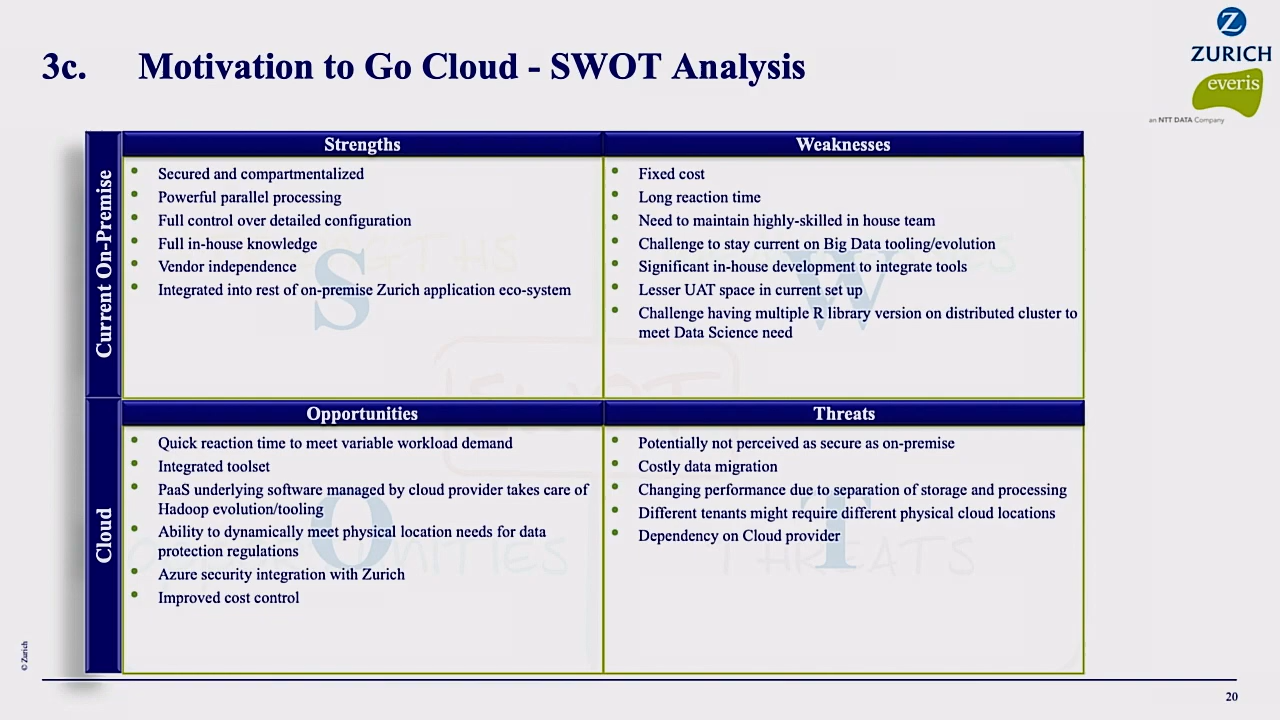 3c. Motivation to Go Cloud - SWOT Analysis
Z
ZURICH
everis
an NTT DATA Company
Current On-Premise
Strengths
• Secured and compartmentalized
• Powerful parallel processing
• Full control over detailed configuration
• Full in-house knowledge
• Vendor independence
• Integrated into rest of on-premise Zurich application eco-system
S
Weaknesses
• Fixed cost
• Long reaction time
• Need to maintain highly-skilled in house team
• Challenge to stay current on Big Data tooling/evolution
• Significant in-house development to integrate tools
• Lesser UAT space in current set up
• Challenge having multiple R library version on distributed cluster to
meet Data Science need
W
SWOT
Cloud
Opportunities
• Quick reaction time to meet variable workload demand
• Integrated toolset
• PaaS underlying software managed by cloud provider takes care of
Hadoop evolution/tooling
• Ability to dynamically meet physical location needs for data
protection regulations
• Azure security integration with Zurich
• Improved cost control
O
Threats
• Potentially not perceived as secure as on-premise
• Costly data migration
• Changing performance due to separation of storage and processing
• Different tenants might require different physical cloud locations
• Dependency on Cloud provider
T
THREATS
© Zurich
20